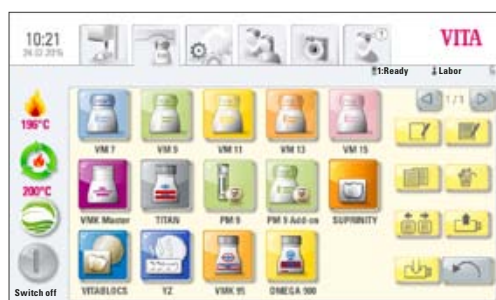 10:21
VITA
1:Ready Labor
1/1
196°C
VM 7 VM 9 VM 11 VM 13 VM 15
200°C
VMK Master TITAN PM 9 PM 9 Add-on SUPRINITY
Switch off
VITABLOCS YZ VMK 95 OMEGA 900